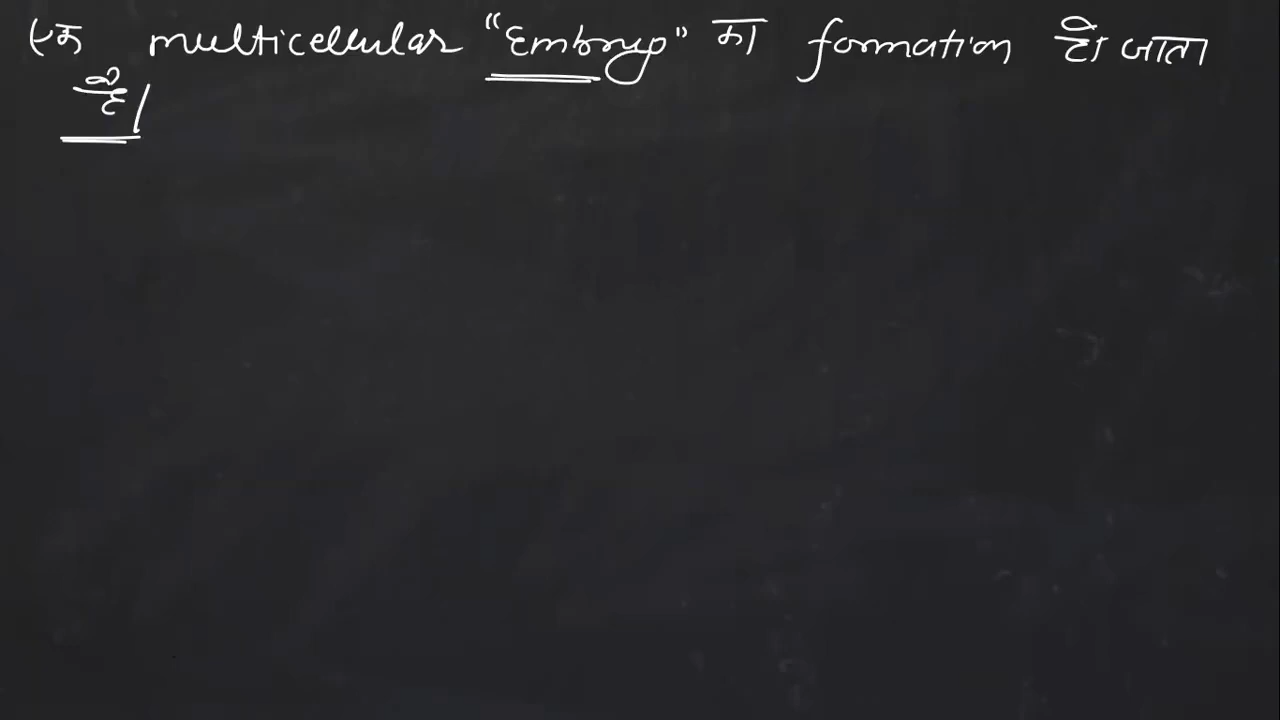 एक multicellular "Embryo" का formation हो जाता
है।